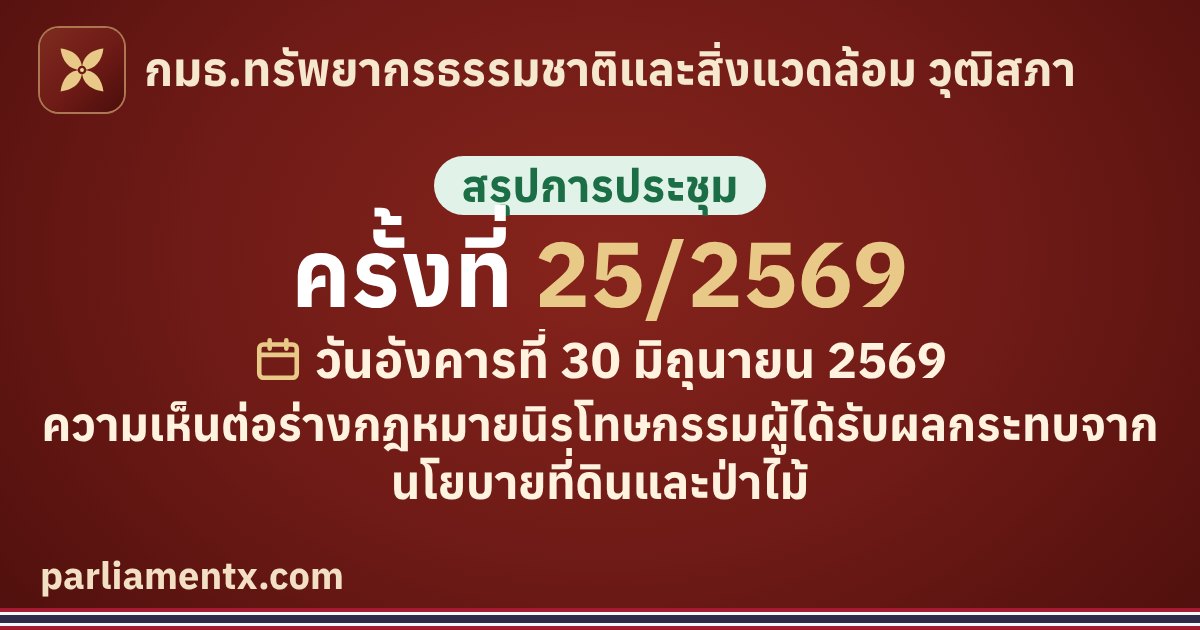 กมธ.ทรัพยากรธรรมชาติและสิ่งแวดล้อม วุฒิสภา
สรุปการประชุม
ครั้งที่ 25/2569
วันอังคารที่ 30 มิถุนายน 2569
ความเห็นต่อร่างกฎหมายนิรโทษกรรมผู้ได้รับผลกระทบจาก
นโยบายที่ดินและป่าไม้
parliamentx.com